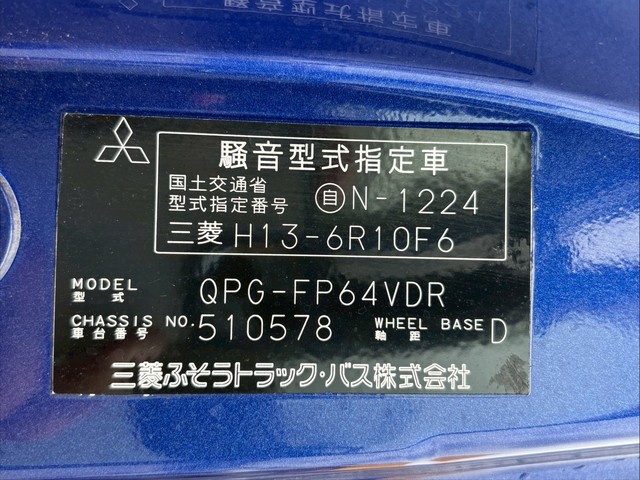 騒音型式指定車
国土交通省
型式指定番号 自N-1224
三菱 H13-6R10F6
MODEL
型式 QPG-FP64VDR
CHASSIS NO. 510578 WHEEL BASE D
車台番号 軸距
三菱ふそうトラック・バス株式会社